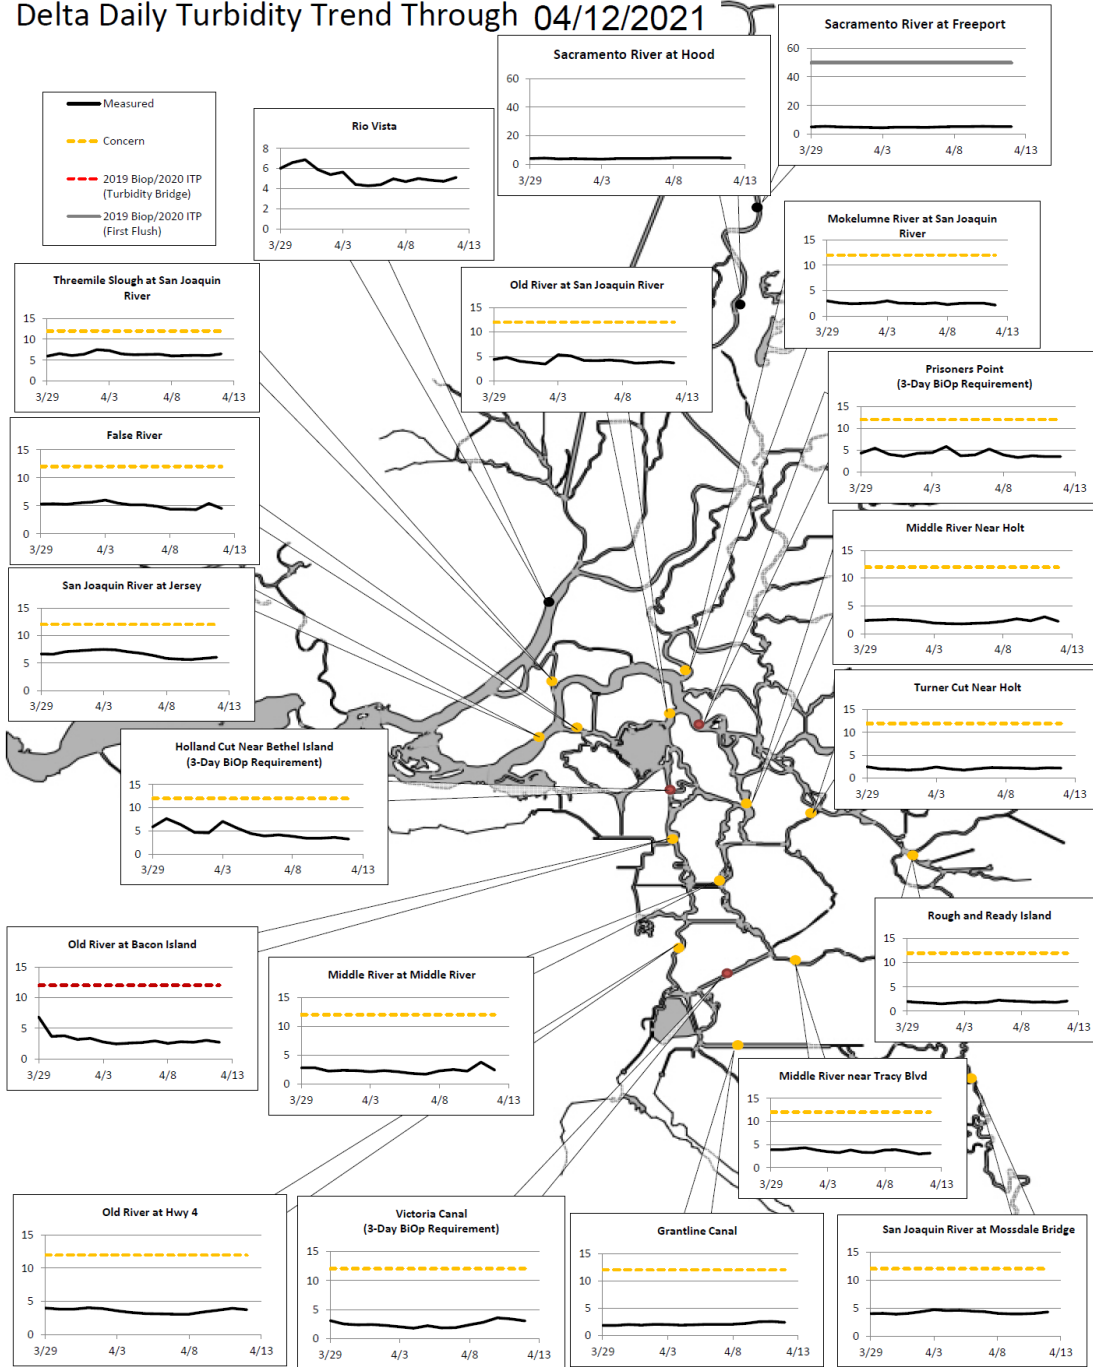 Delta Daily Turbidity Trend Through 04/12/2021
Measured
Concern
2019 Biop/2020 ITP
(Turbidity Bridge)
2019 Biop/2020 ITP
(First Flush)
Rio Vista
8
6
4
2
0
3/29 4/3 4/8 4/13
Sacramento River at Hood
60
40
20
0
3/29 4/3 4/8 4/13
Sacramento River at Freeport
60
40
20
0
3/29 4/3 4/8 4/13
Mokelumne River at San Joaquin
River
15
10
5
0
3/29 4/3 4/8 4/13
Threemile Slough at San Joaquin
River
15
10
5
0
3/29 4/3 4/8 4/13
Old River at San Joaquin River
15
10
5
0
3/29 4/3 4/8 4/13
Prisoners Point
(3-Day BiOp Requirement)
15
10
5
0
3/29 4/3 4/8 4/13
False River
15
10
5
0
3/29 4/3 4/8 4/13
Middle River Near Holt
15
10
5
0
3/29 4/3 4/8 4/13
San Joaquin River at Jersey
15
10
5
0
3/29 4/3 4/8 4/13
Turner Cut Near Holt
15
10
5
0
3/29 4/3 4/8 4/13
Holland Cut Near Bethel Island
(3-Day BiOp Requirement)
15
10
5
0
3/29 4/3 4/8 4/13
Rough and Ready Island
15
10
5
0
3/29 4/3 4/8 4/13
Old River at Bacon Island
15
10
5
0
3/29 4/3 4/8 4/13
Middle River at Middle River
15
10
5
0
3/29 4/3 4/8 4/13
Middle River near Tracy Blvd
15
10
5
0
3/29 4/3 4/8 4/13
Old River at Hwy 4
15
10
5
0
3/29 4/3 4/8 4/13
Victoria Canal
(3-Day BiOp Requirement)
15
10
5
0
3/29 4/3 4/8 4/13
Grantline Canal
15
10
5
0
3/29 4/3 4/8 4/13
San Joaquin River at Mossdale Bridge
15
10
5
0
3/29 4/3 4/8 4/13